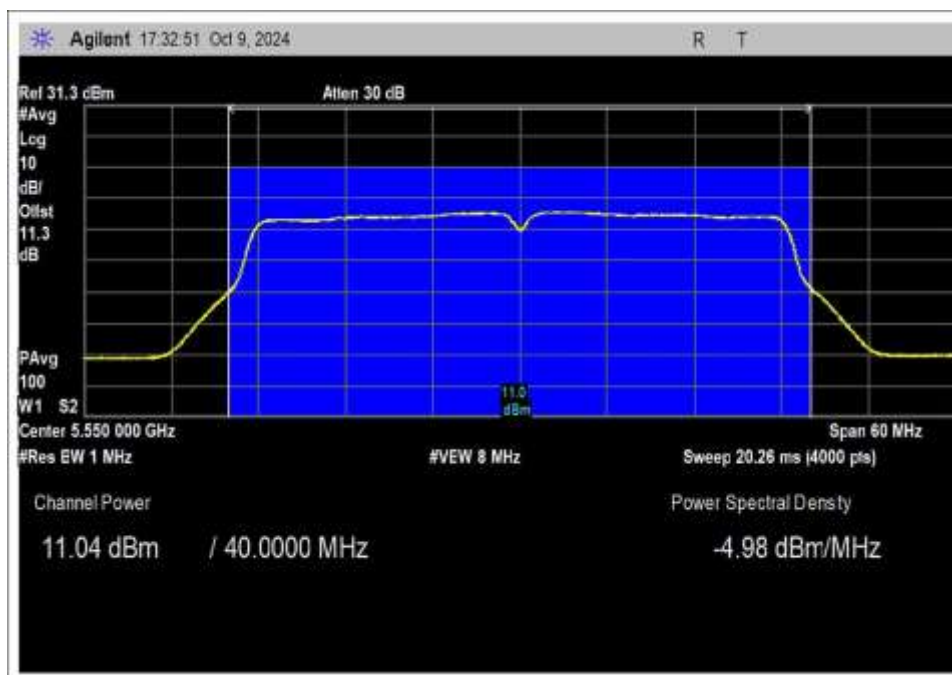 Agilent 17:32:51 Oct 9, 2024 R T
Ref 31.3 dBm Atten 30 dB
#Avg
Log
10
dB/
Offst
11.3
dB
PAvg
100
W1 S2
11.0
dBm
Center 5.550 000 GHz Span 60 MHz
#Res BW 1 MHz #VBW 8 MHz Sweep 20.26 ms (4000 pts)
Channel Power Power Spectral Density
11.04 dBm / 40.0000 MHz -4.98 dBm/MHz